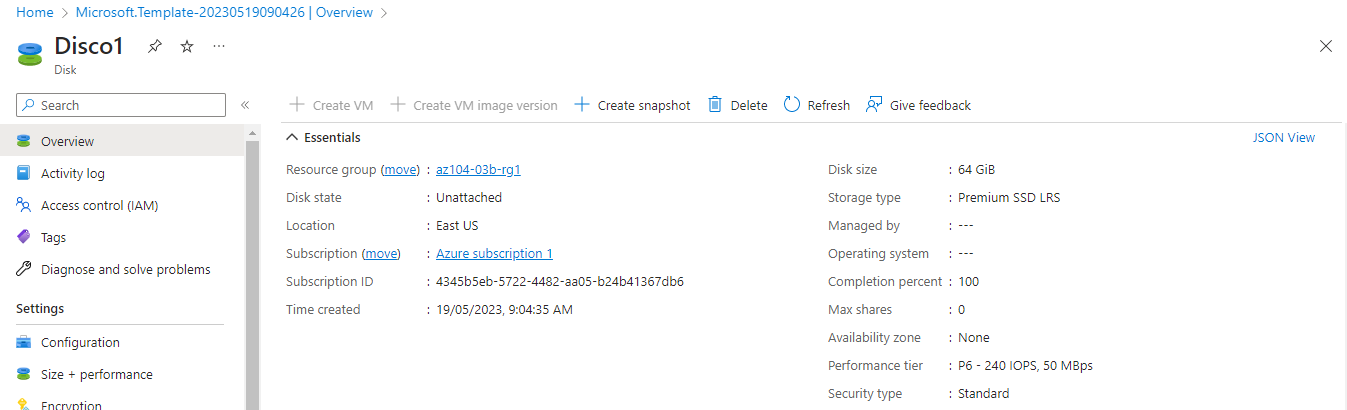 Home > Microsoft.Template-20230519090426 | Overview >
Disco1
Disk
Search
Create VM Create VM image version Create snapshot Delete Refresh Give feedback
Overview
Activity log
Access control (IAM)
Tags
Diagnose and solve problems
Settings
Configuration
Size + performance
Encryption
Essentials
JSON View
Resource group (move) : az104-03b-rg1
Disk state : Unattached
Location : East US
Subscription (move) : Azure subscription 1
Subscription ID : 4345b5eb-5722-4482-aa05-b24b41367db6
Time created : 19/05/2023, 9:04:35 AM
Disk size : 64 GiB
Storage type : Premium SSD LRS
Managed by : ---
Operating system : ---
Completion percent : 100
Max shares : 0
Availability zone : None
Performance tier : P6 - 240 IOPS, 50 MBps
Security type : Standard